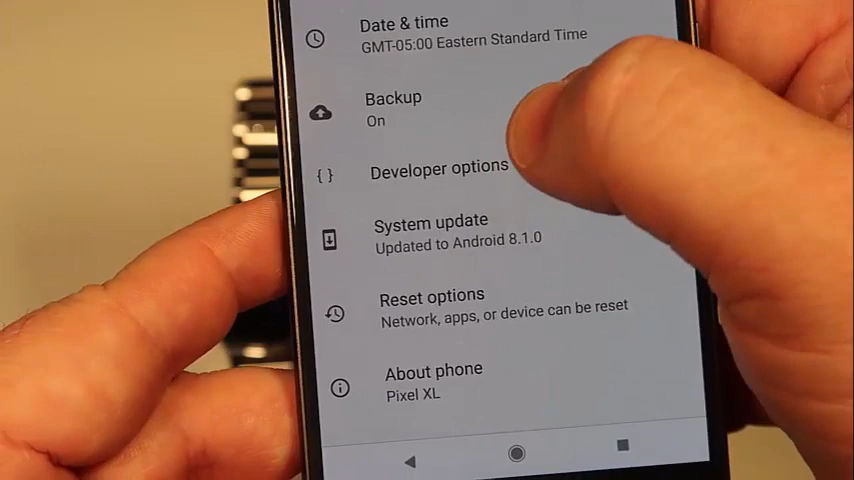 Date & time
GMT-05:00 Eastern Standard Time
Backup
On
{ } Developer options
System update
Updated to Android 8.1.0
Reset options
Network, apps, or device can be reset
About phone
Pixel XL